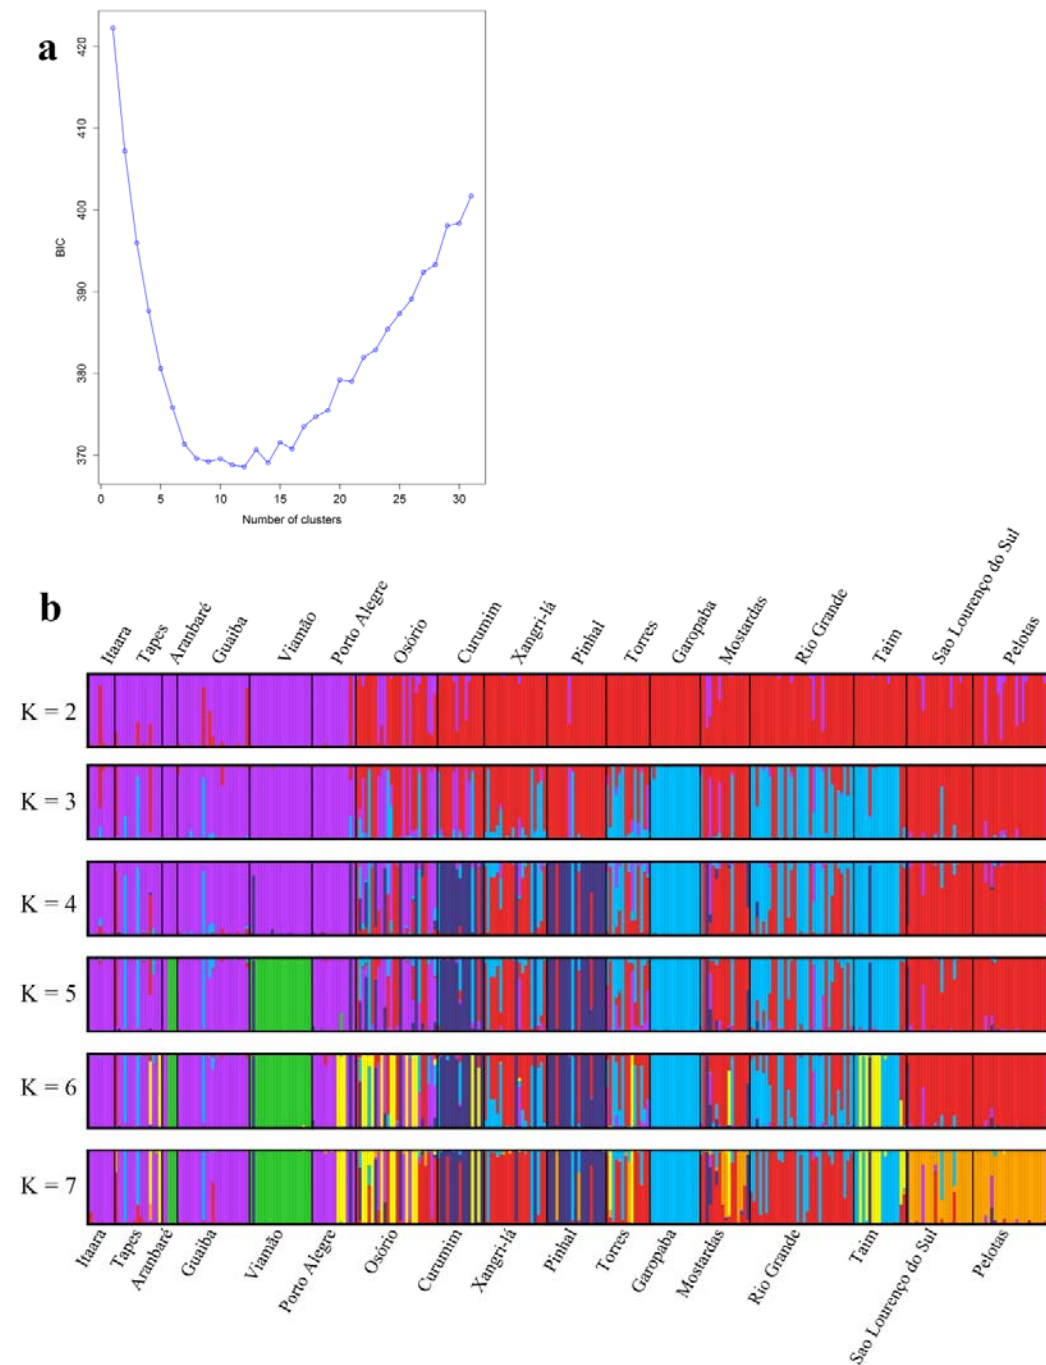 a
420
410
400
390
380
370
BIC
0 5 10 15 20 25 30
Number of clusters
b
Itaara Tapes Aranbaré Guaiba Viamão Porto Alegre Osório Curumim Xangri-lá Pinhal Torres Garopaba Mostardas Rio Grande Taim Sao Lourenço do Sul Pelotas
K = 2
K = 3
K = 4
K = 5
K = 6
K = 7
Itaara Tapes Aranbaré Guaiba Viamão Porto Alegre Osório Curumim Xangri-lá Pinhal Torres Garopaba Mostardas Rio Grande Taim Sao Lourenço do Sul Pelotas